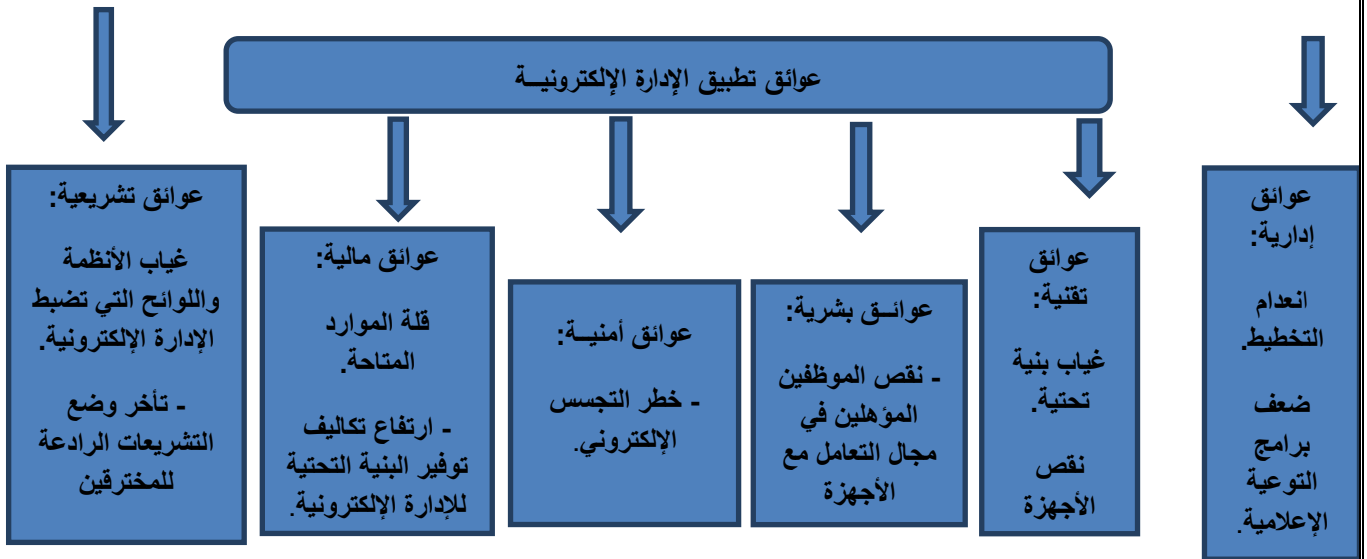 عوائق تطبيق الإدارة الإلكترونيــة
عوائق
إدارية:
انعدام
التخطيط.
ضعف
برامج
التوعية
الإعلامية.
عوائق
تقنية:
غياب بنية
تحتية.
نقص
الأجهزة
عوائــق بشرية:
- نقص الموظفين
المؤهلين في
مجال التعامل مع
الأجهزة
عوائق أمنيــة:
- خطر التجسس
الإلكتروني.
عوائق مالية:
قلة الموارد
المتاحة.
- ارتفاع تكاليف
توفير البنية التحتية
للإدارة الإلكترونية.
عوائق تشريعية:
غياب الأنظمة
واللوائح التي تضبط
الإدارة الإلكترونية.
- تأخر وضع
التشريعات الرادعة
للمخترقين